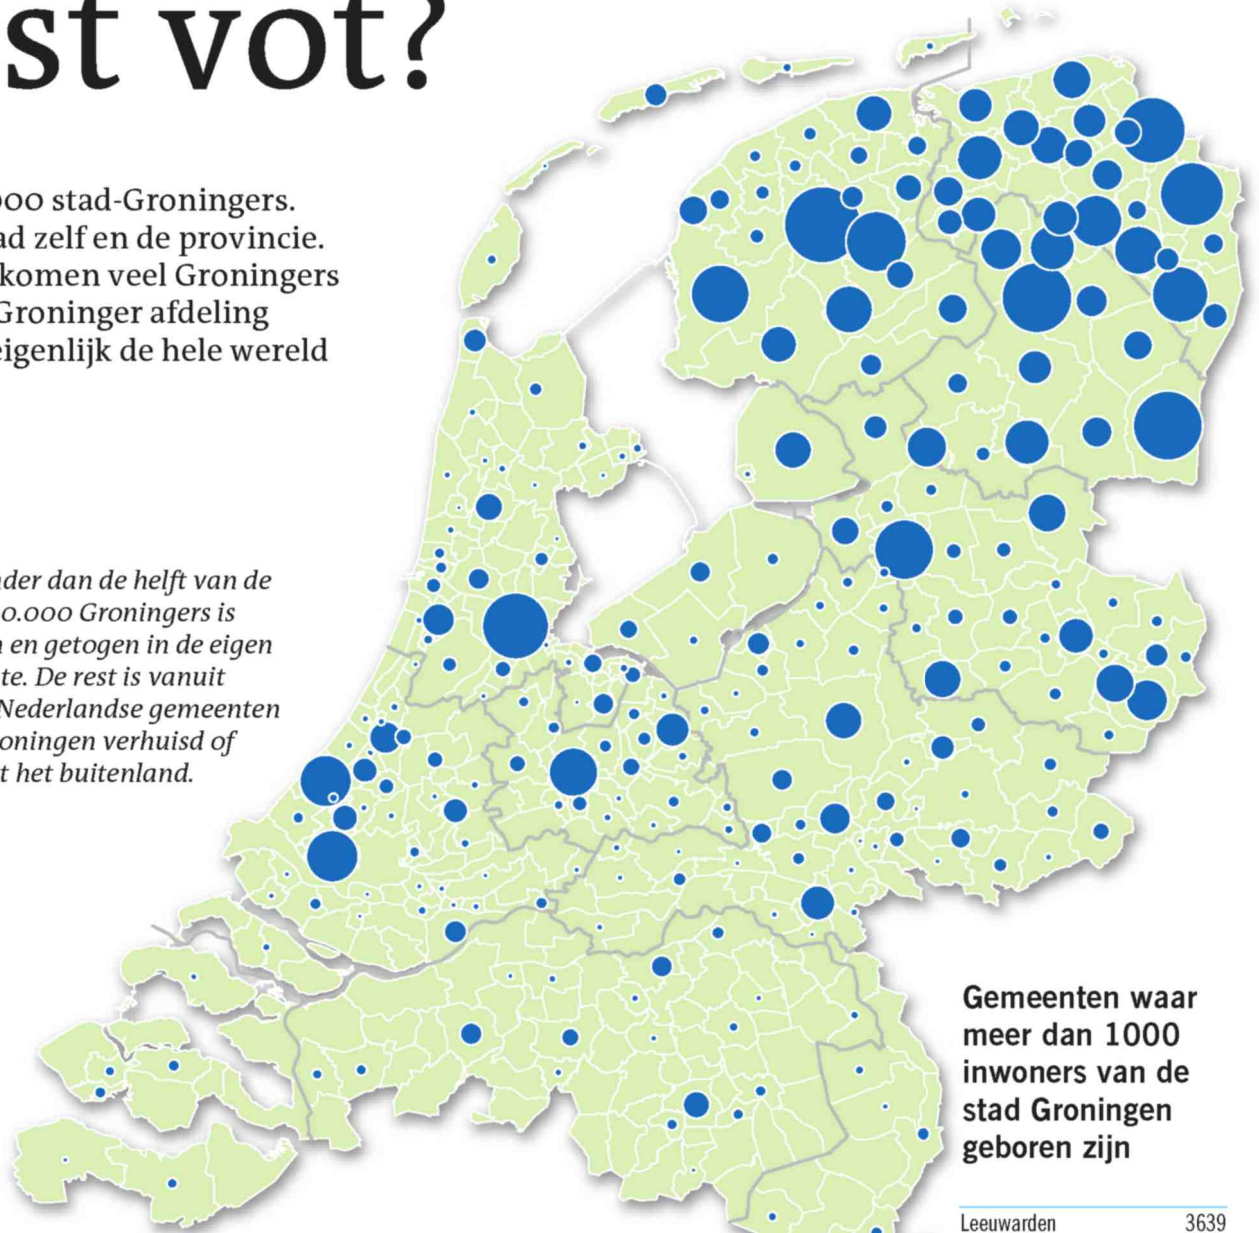 st vot?
000 stad-Groningers.
ad zelf en de provincie.
komen veel Groningers
Groninger afdeling
eigenlijk de hele wereld
nder dan de helft van de
00.000 Groningers is
n en getogen in de eigen
te. De rest is vanuit
Nederlandse gemeenten
oningen verhuisd of
t het buitenland.
Gemeenten waar
meer dan 1000
inwoners van de
stad Groningen
geboren zijn
Leeuwarden 3639